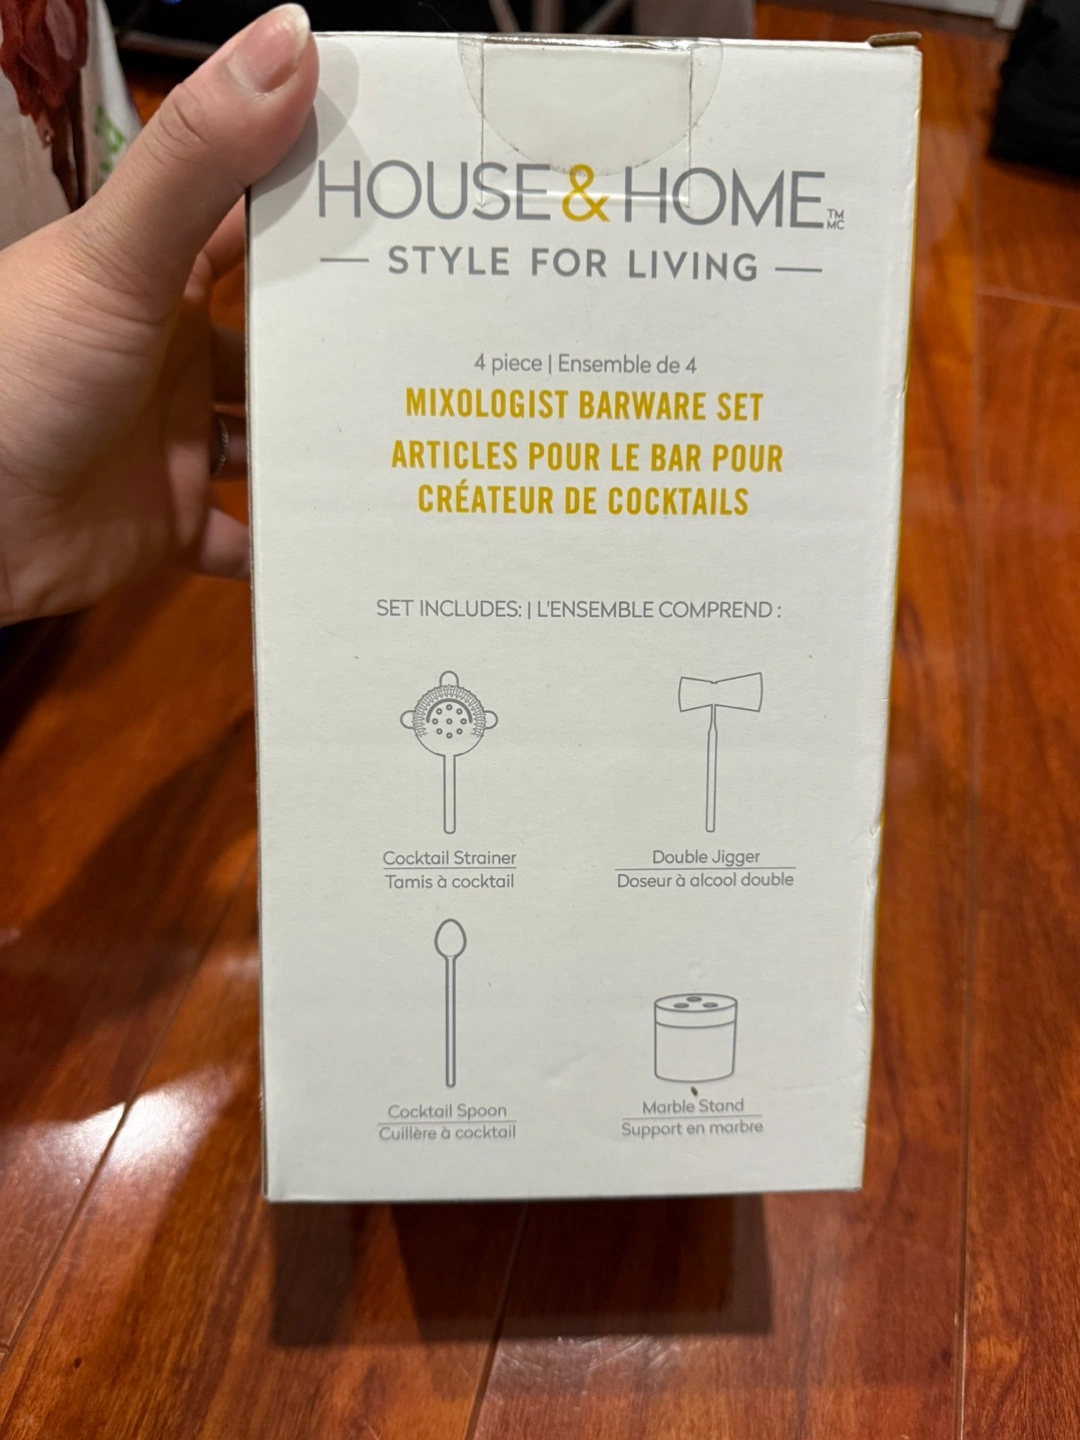 HOUSE & HOME TM MC
— STYLE FOR LIVING —
4 piece | Ensemble de 4
MIXOLOGIST BARWARE SET
ARTICLES POUR LE BAR POUR
CRÉATEUR DE COCKTAILS
SET INCLUDES: | L'ENSEMBLE COMPREND :
Cocktail Strainer
Tamis à cocktail
Double Jigger
Doseur à alcool double
Cocktail Spoon
Cuillère à cocktail
Marble Stand
Support en marbre